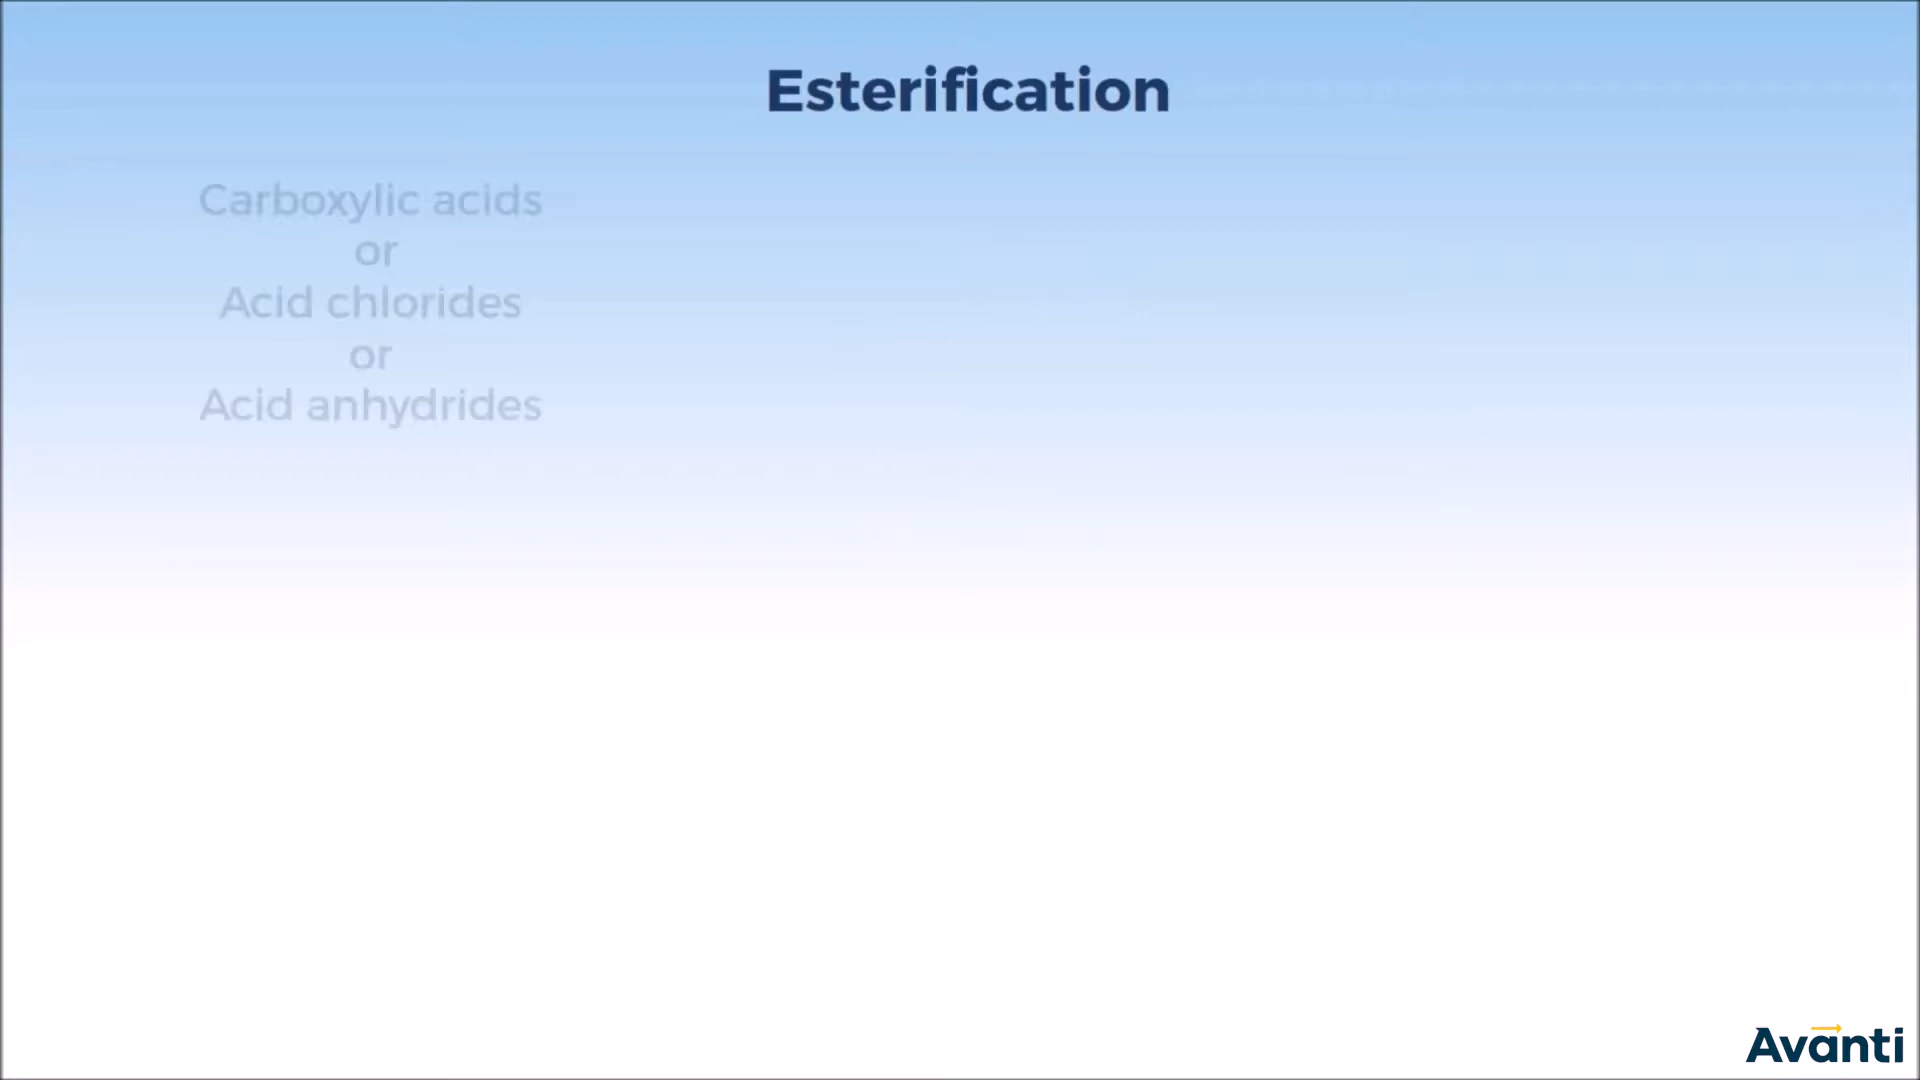 Esterification
Carboxylic acids
or
Acid chlorides
or
Acid anhydrides
Avanti